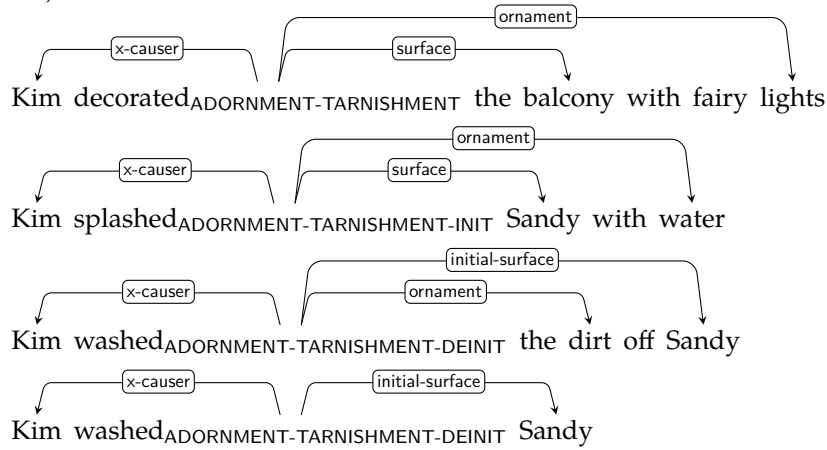 ornament
x-causer surface
Kim decoratedADORNMENT-TARNISHMENT the balcony with fairy lights
ornament
x-causer surface
Kim splashedADORNMENT-TARNISHMENT-INIT Sandy with water
initial-surface
x-causer ornament
Kim washedADORNMENT-TARNISHMENT-DEINIT the dirt off Sandy
x-causer initial-surface
Kim washedADORNMENT-TARNISHMENT-DEINIT Sandy